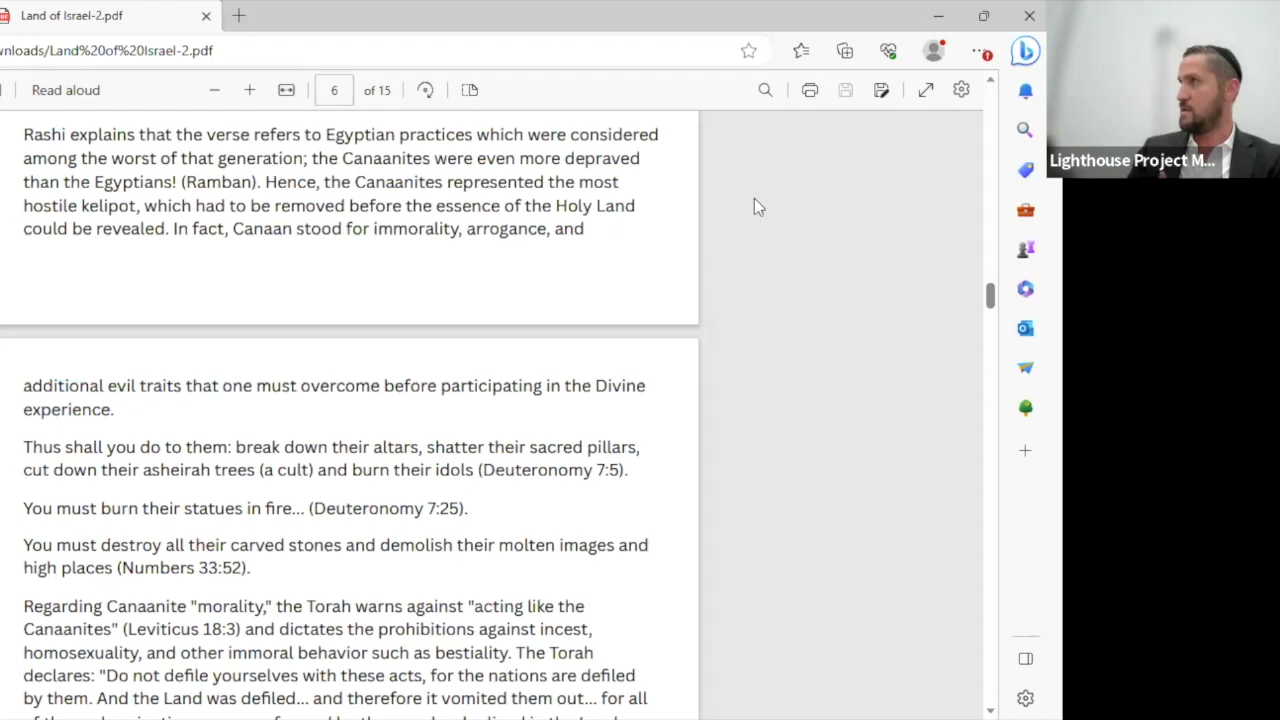 Land of Israel-2.pdf
wnloads/Land%20of%20Israel-2.pdf
Read aloud
6
of 15
Lighthouse Project M...
Rashi explains that the verse refers to Egyptian practices which were considered
among the worst of that generation; the Canaanites were even more depraved
than the Egyptians! (Ramban). Hence, the Canaanites represented the most
hostile kelipot, which had to be removed before the essence of the Holy Land
could be revealed. In fact, Canaan stood for immorality, arrogance, and
additional evil traits that one must overcome before participating in the Divine
experience.
Thus shall you do to them: break down their altars, shatter their sacred pillars,
cut down their asheirah trees (a cult) and burn their idols (Deuteronomy 7:5).
You must burn their statues in fire... (Deuteronomy 7:25).
You must destroy all their carved stones and demolish their molten images and
high places (Numbers 33:52).
Regarding Canaanite "morality," the Torah warns against "acting like the
Canaanites" (Leviticus 18:3) and dictates the prohibitions against incest,
homosexuality, and other immoral behavior such as bestiality. The Torah
declares: "Do not defile yourselves with these acts, for the nations are defiled
by them. And the Land was defiled... and therefore it vomited them out... for all